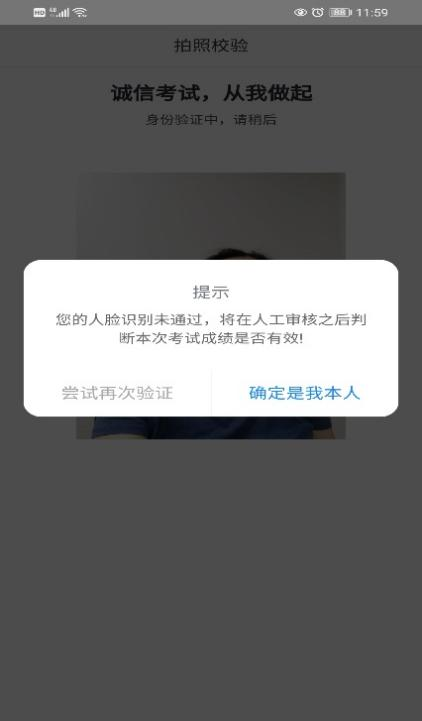 HD 11:59
拍照校验
诚信考试，从我做起
身份验证中，请稍后
提示
您的人脸识别未通过，将在人工审核之后判
断本次考试成绩是否有效!
尝试再次验证
确定是我本人